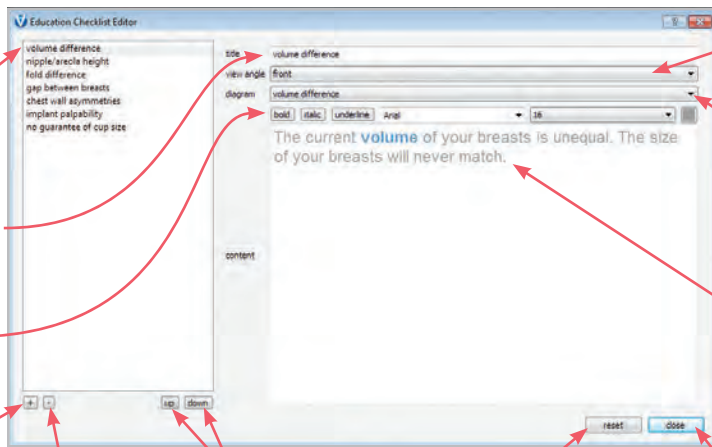 Education Checklist Editor
volume difference
nipple/areola height
fold difference
gap between breasts
chest wall asymmetries
implant palpability
no guarantee of cup size
+ - up down
title volume difference
view angle front
diagram volume difference
bold italic underline Arial 16
The current volume of your breasts is unequal. The size
of your breasts will never match.
content
reset close